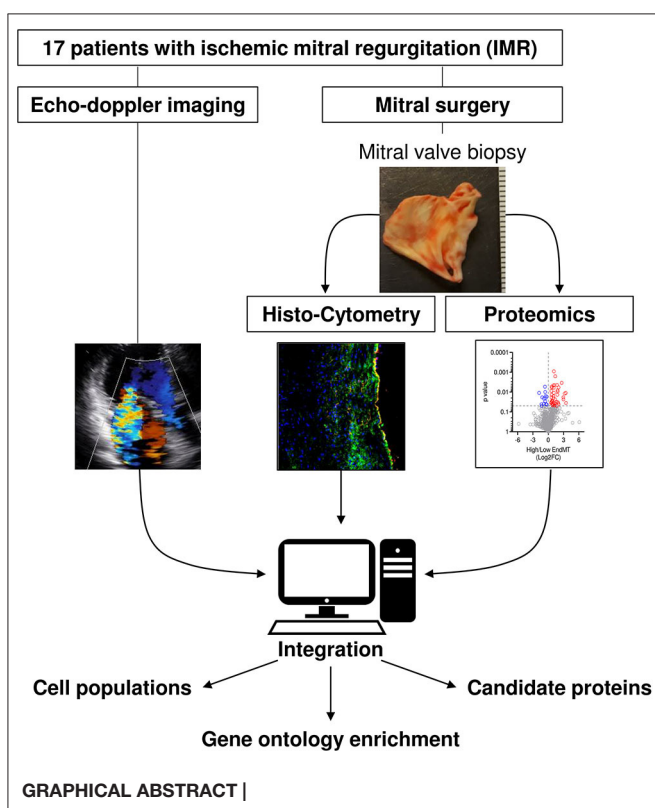 17 patients with ischemic mitral regurgitation (IMR)
Echo-doppler imaging
Mitral surgery
Mitral valve biopsy
Histo-Cytometry
Proteomics
0.0001
0.001
0.01
0.1
1
p value
-6 -3 0 3 6
High/Low EndMT
(Log2FC)
Integration
Cell populations
Candidate proteins
Gene ontology enrichment
GRAPHICAL ABSTRACT |